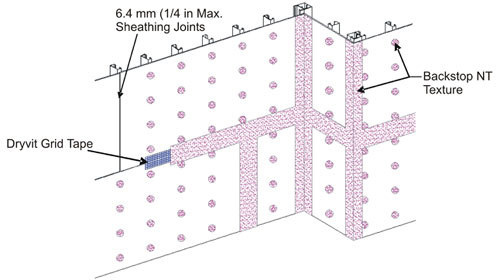 6.4 mm (1/4 in Max.
Sheathing Joints
Backstop NT
Texture
Dryvit Grid Tape